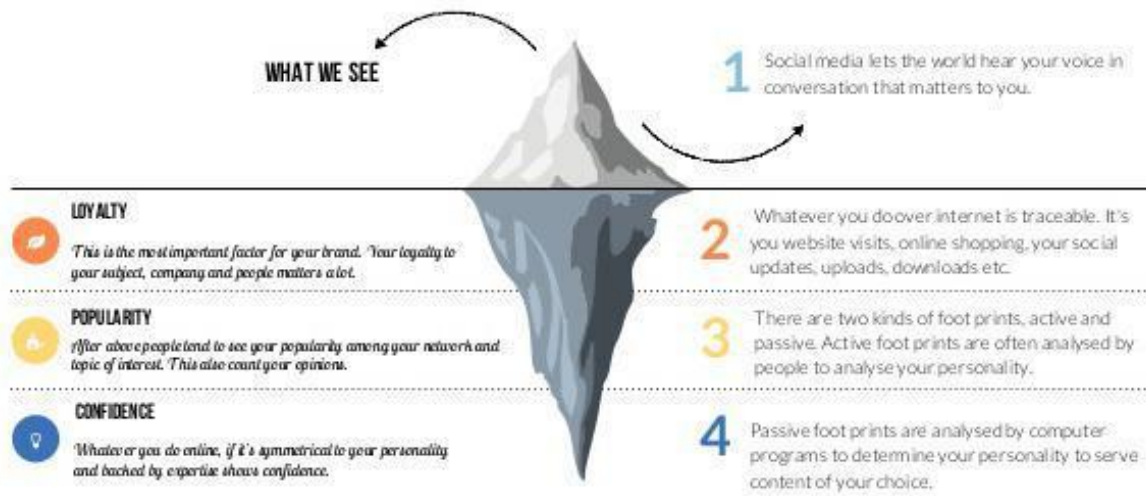 WHAT WE SEE
1
Social media lets the world hear your voice in
conversation that matters to you.
LOYALTY
This is the most important factor for your brand. Your loyalty to
your subject, company and people matters a lot.
2
Whatever you do over internet is traceable. It's
you website visits, online shopping, your social
updates, uploads, downloads etc.
POPULARITY
After above people tend to see your popularity among your network and
topic of interest. This also count your opinions.
3
There are two kinds of foot prints, active and
passive. Active foot prints are often analysed by
people to analyse your personality.
CONFIDENCE
Whatever you do online, if it's symmetrical to your personality
and backed by expertise shows confidence.
4
Passive foot prints are analysed by computer
programs to determine your personality to serve
content of your choice.